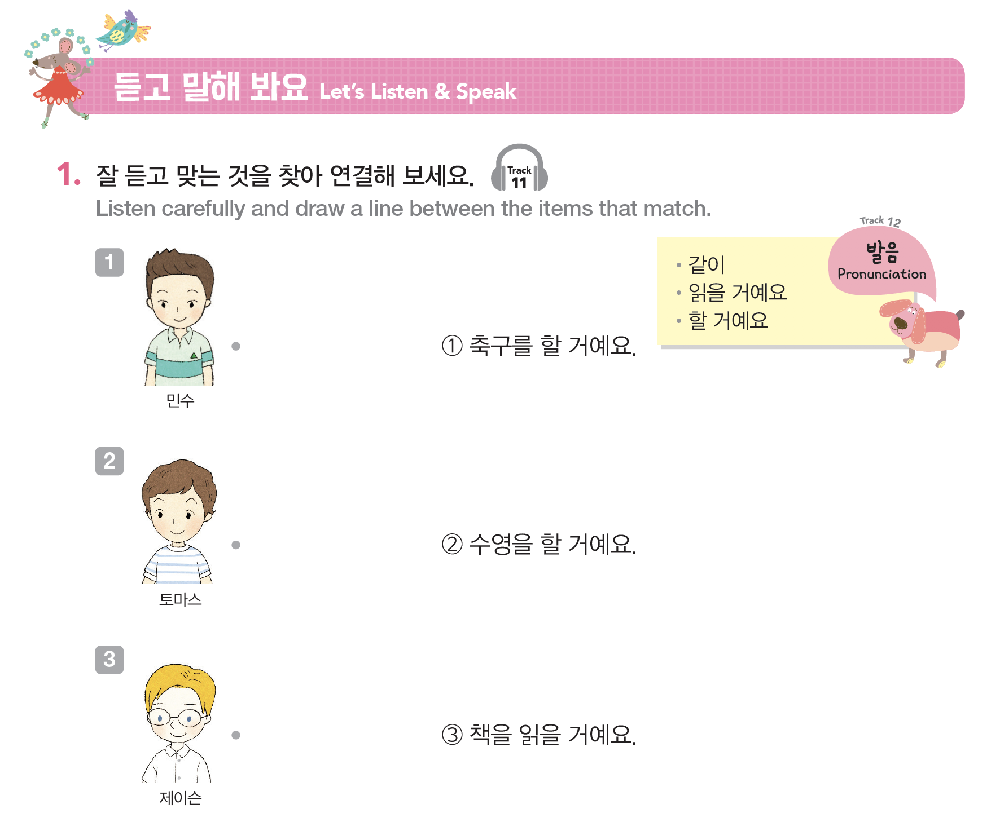 듣고 말해 봐요 Let's Listen & Speak
1. 잘 듣고 맞는 것을 찾아 연결해 보세요. Track 11
Listen carefully and draw a line between the items that match.
Track 12
발음
Pronunciation
• 같이
• 읽을 거예요
• 할 거예요
1
민수
① 축구를 할 거예요.
2
토마스
② 수영을 할 거예요.
3
제이슨
③ 책을 읽을 거예요.